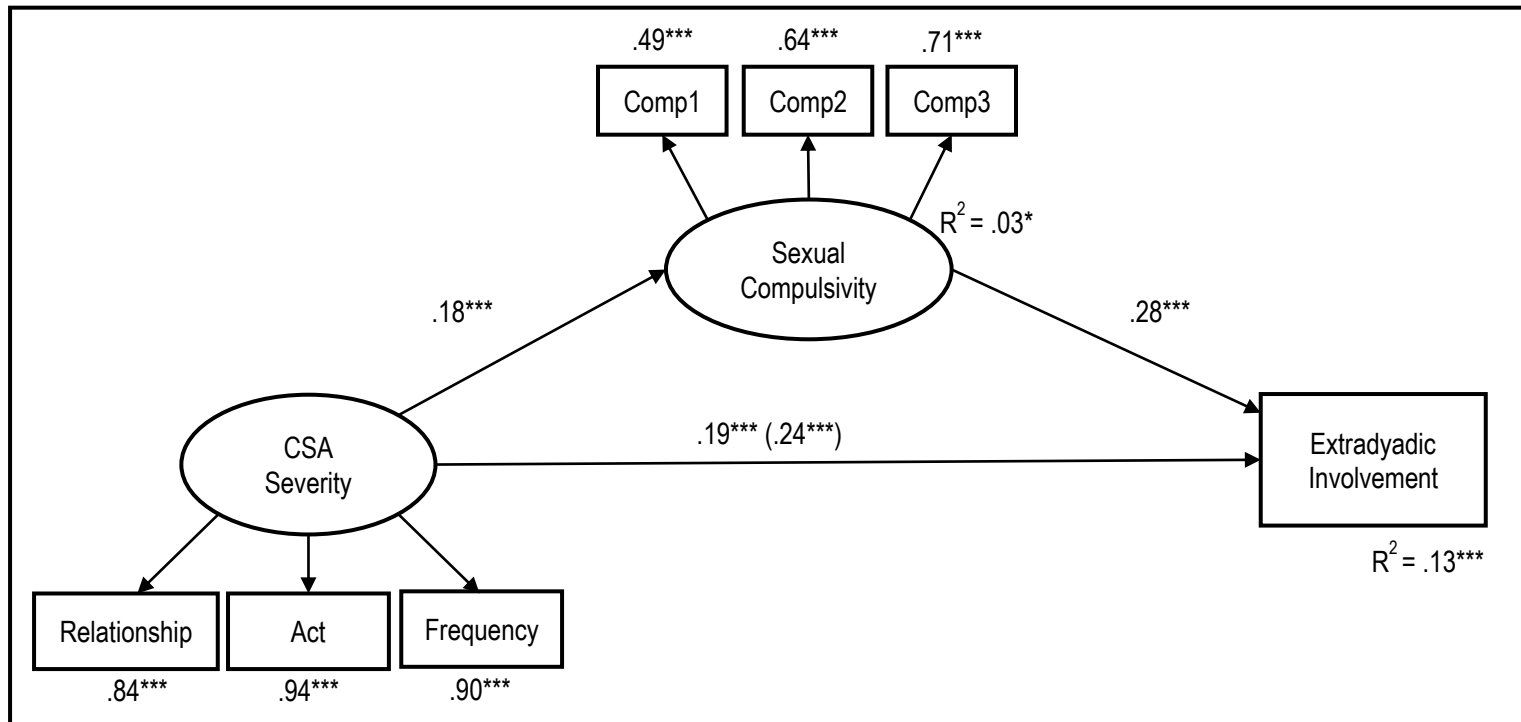 .49***
.64***
.71***
Comp1
Comp2
Comp3
R² = .03*
Sexual
Compulsivity
.18***
.28***
.19*** (.24***)
CSA
Severity
Extradyadic
Involvement
R² = .13***
Relationship
Act
Frequency
.84***
.94***
.90***